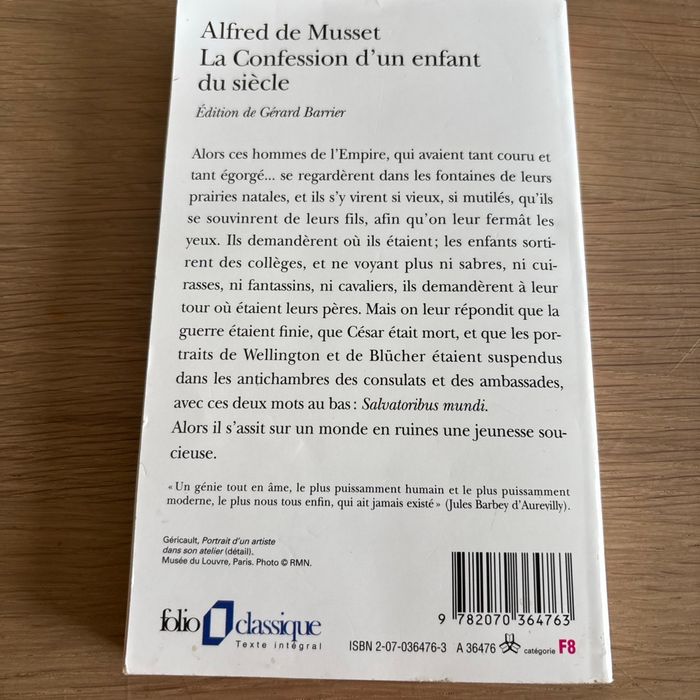 Alfred de Musset
La Confession d'un enfant
du siècle
Édition de Gérard Barrier
Alors ces hommes de l'Empire, qui avaient tant couru et
tant égorgé... se regardèrent dans les fontaines de leurs
prairies natales, et ils s'y virent si vieux, si mutilés, qu'ils
se souvinrent de leurs fils, afin qu'on leur fermât les
yeux. Ils demandèrent où ils étaient; les enfants sorti-
rent des collèges, et ne voyant plus ni sabres, ni cui-
rasses, ni fantassins, ni cavaliers, ils demandèrent à leur
tour où étaient leurs pères. Mais on leur répondit que la
guerre étaient finie, que César était mort, et que les por-
traits de Wellington et de Blücher étaient suspendus
dans les antichambres des consulats et des ambassades,
avec ces deux mots au bas : Salvatoribus mundi.
Alors il s'assit sur un monde en ruines une jeunesse sou-
cieuse.
« Un génie tout en âme, le plus puissamment humain et le plus puissamment
moderne, le plus nous tous enfin, qui ait jamais existé » (Jules Barbey d'Aurevilly).
Géricault, Portrait d'un artiste
dans son atelier (détail).
Musée du Louvre, Paris. Photo © RMN.
9 782070 364763
folio classique
Texte intégral
ISBN 2-07-036476-3 A 36476 catégorie F8